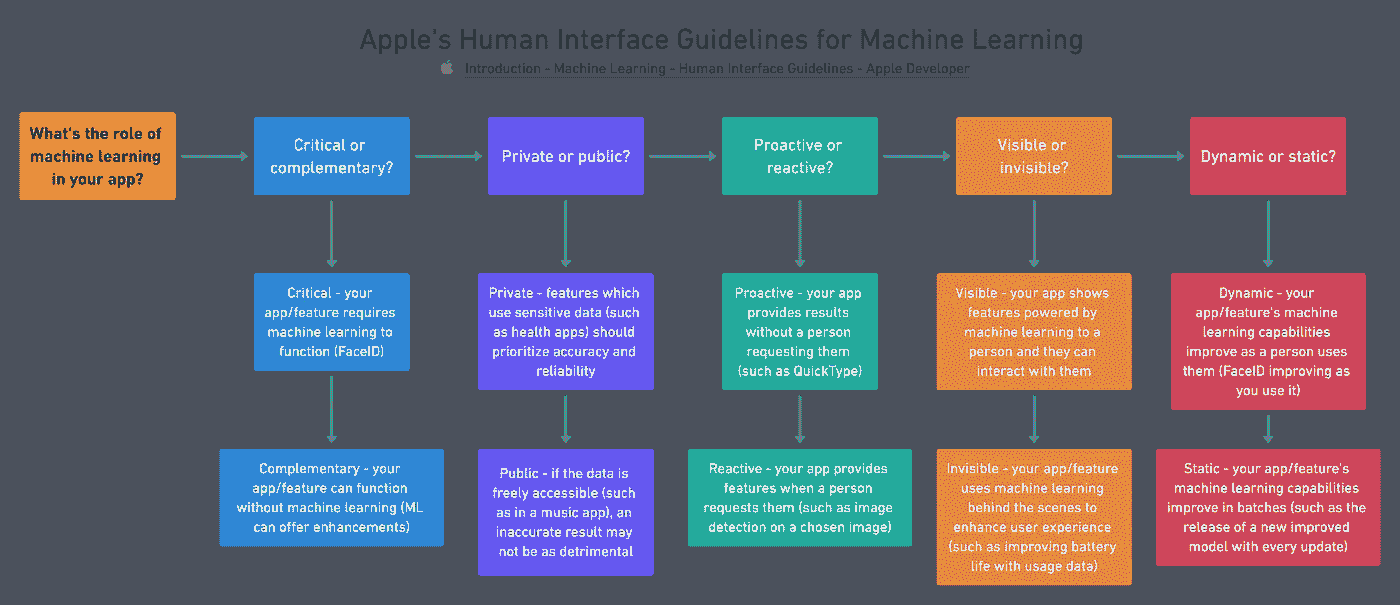 Apple's Human Interface Guidelines for Machine Learning
Introduction - Machine Learning - Human Interface Guidelines - Apple Developer
What's the role of
machine learning
in your app?
Critical or
complementary?
Private or public?
Proactive or
reactive?
Visible or
invisible?
Dynamic or static?
Critical - your
app/feature requires
machine learning to
function (FaceID)
Private - features which
use sensitive data (such
as health apps) should
prioritize accuracy and
reliability
Proactive - your app
provides results
without a person
requesting them
(such as QuickType)
Visible - your app shows
features powered by
machine learning to a
person and they can
interact with them
Dynamic - your
app/feature's machine
learning capabilities
improve as a person uses
them (FaceID improving as
you use it)
Complementary - your
app/feature can function
without machine learning (ML
can offer enhancements)
Public - if the data is
freely accessible (such
as in a music app), an
inaccurate result may
not be as detrimental
Reactive - your app provides
features when a person
requests them (such as image
detection on a chosen image)
Invisible - your app/feature
uses machine learning
behind the scenes to
enhance user experience
(such as improving battery
life with usage data)
Static - your app/feature's
machine learning capabilities
improve in batches (such as the
release of a new improved
model with every update)